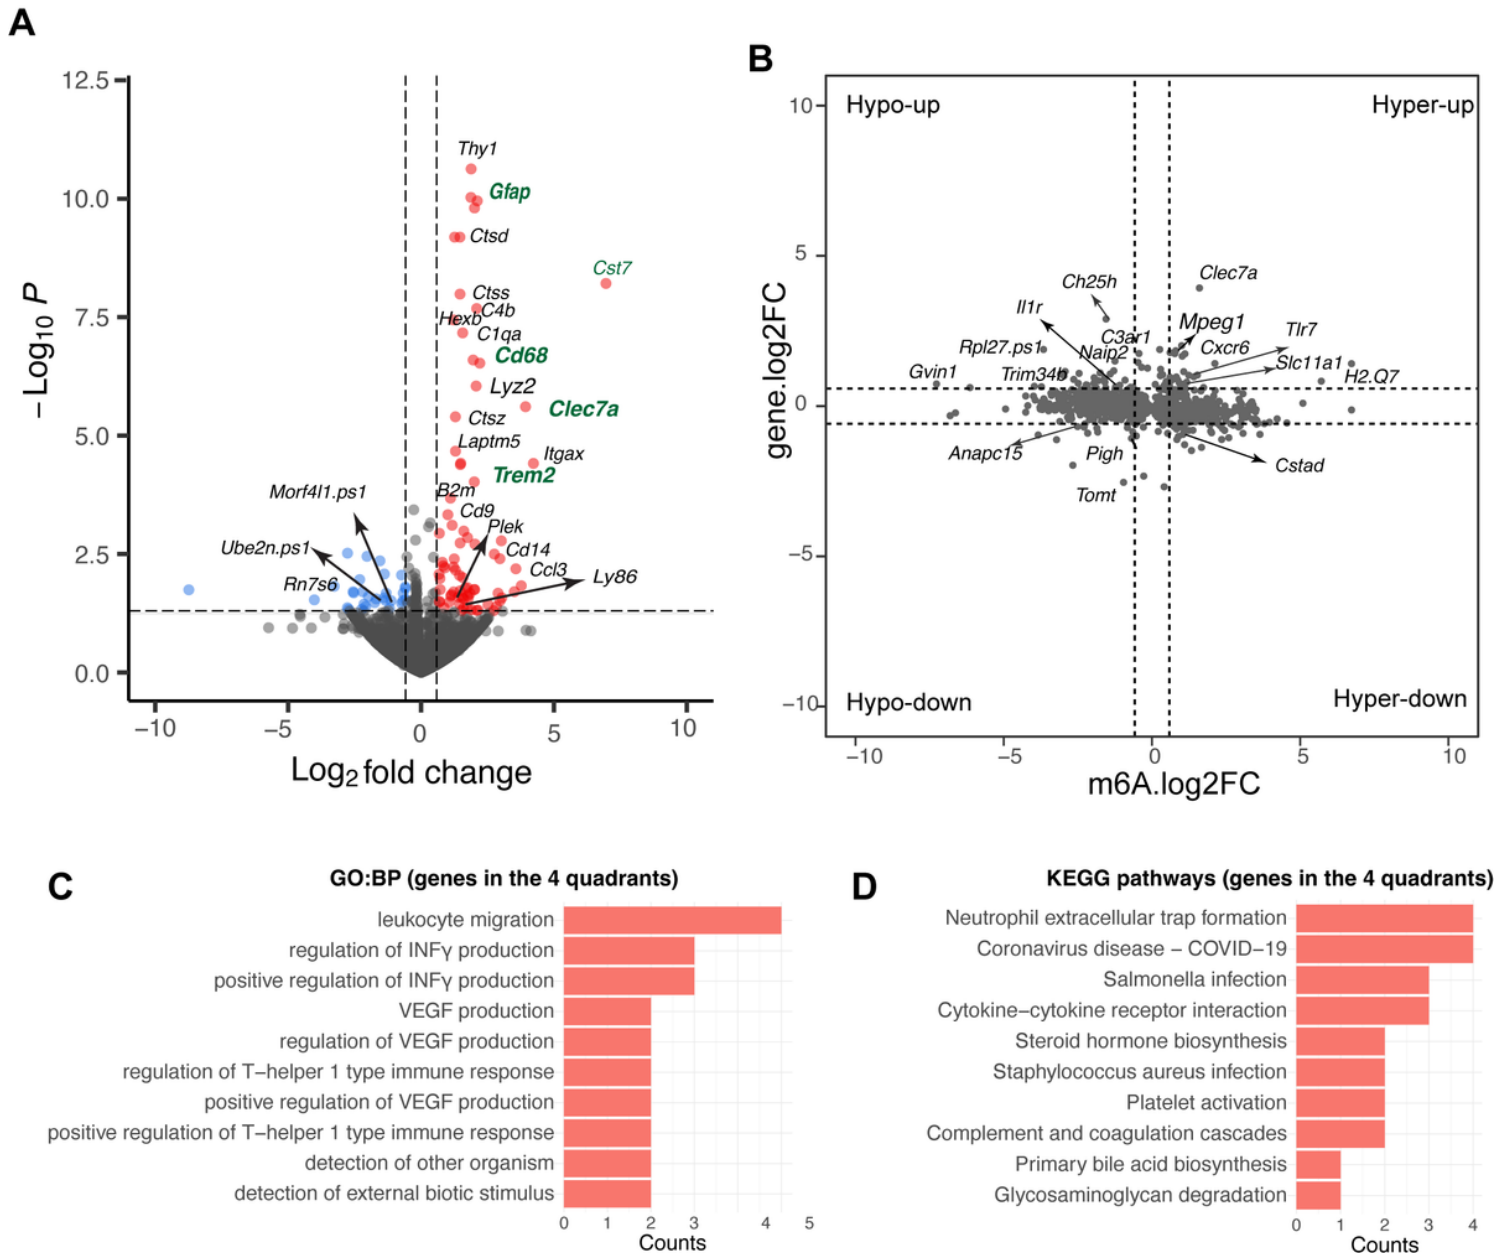 A
12.5
10.0
7.5
5.0
2.5
0.0
−Log10 P
Thy1
Gfap
Ctsd
Cst7
Ctss
C4b
Hexb
C1qa
Cd68
Lyz2
Clec7a
Ctsz
Laptm5
Itgax
Trem2
B2m
Morf4l1.ps1
Cd9
Plek
Ube2n.ps1
Cd14
Ccl3
Ly86
Rn7s6
−10
−5
0
5
10
Log2 fold change
B
10
5
0
−5
−10
gene.log2FC
Hypo-up
Hyper-up
Clec7a
Ch25h
Il1r
Mpeg1
Tlr7
C3ar1
Rpl27.ps1
Naip2
Cxcr6
Slc11a1
Gvin1
Trim34b
H2.Q7
Anapc15
Pigh
Cstad
Tomt
Hypo-down
Hyper-down
−10
−5
0
5
10
m6A.log2FC
C
GO:BP (genes in the 4 quadrants)
leukocyte migration
regulation of INFγ production
positive regulation of INFγ production
VEGF production
regulation of VEGF production
regulation of T−helper 1 type immune response
positive regulation of VEGF production
positive regulation of T−helper 1 type immune response
detection of other organism
detection of external biotic stimulus
0 1 2 3 4 5
Counts
D
KEGG pathways (genes in the 4 quadrants)
Neutrophil extracellular trap formation
Coronavirus disease − COVID−19
Salmonella infection
Cytokine−cytokine receptor interaction
Steroid hormone biosynthesis
Staphylococcus aureus infection
Platelet activation
Complement and coagulation cascades
Primary bile acid biosynthesis
Glycosaminoglycan degradation
0 1 2 3 4
Counts